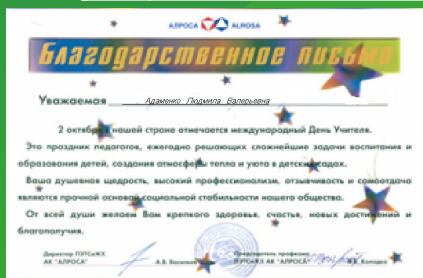 АЛРОСА ALROSA
Благодарственное письмо
Уважаемая Адаменко Людмила Валерьевна
2 октября в нашей стране отмечается международный День Учителя.
Это праздник педагогов, ежегодно решающих сложнейшие задачи воспитания и
образования детей, создания атмосферы тепла и уюта в детских садах.
Ваша душевная щедрость, высокий профессионализм, отзывчивость и самоотдача
являются прочной основой социальной стабильности нашего общества.
От всей души желаем Вам крепкого здоровья, счастья, новых достижений и
благополучия.
Директор ПУТСиЖХ Председатель профкома
АК "АЛРОСА" А.В. Васильев ПУТСиЖХ АК "АЛРОСА"